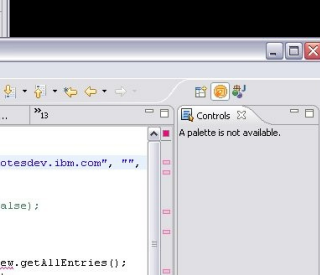 ..
»13
Controls
A palette is not available.
otesdev.ibm.com", "",
alse);
ew.getAllEntries();